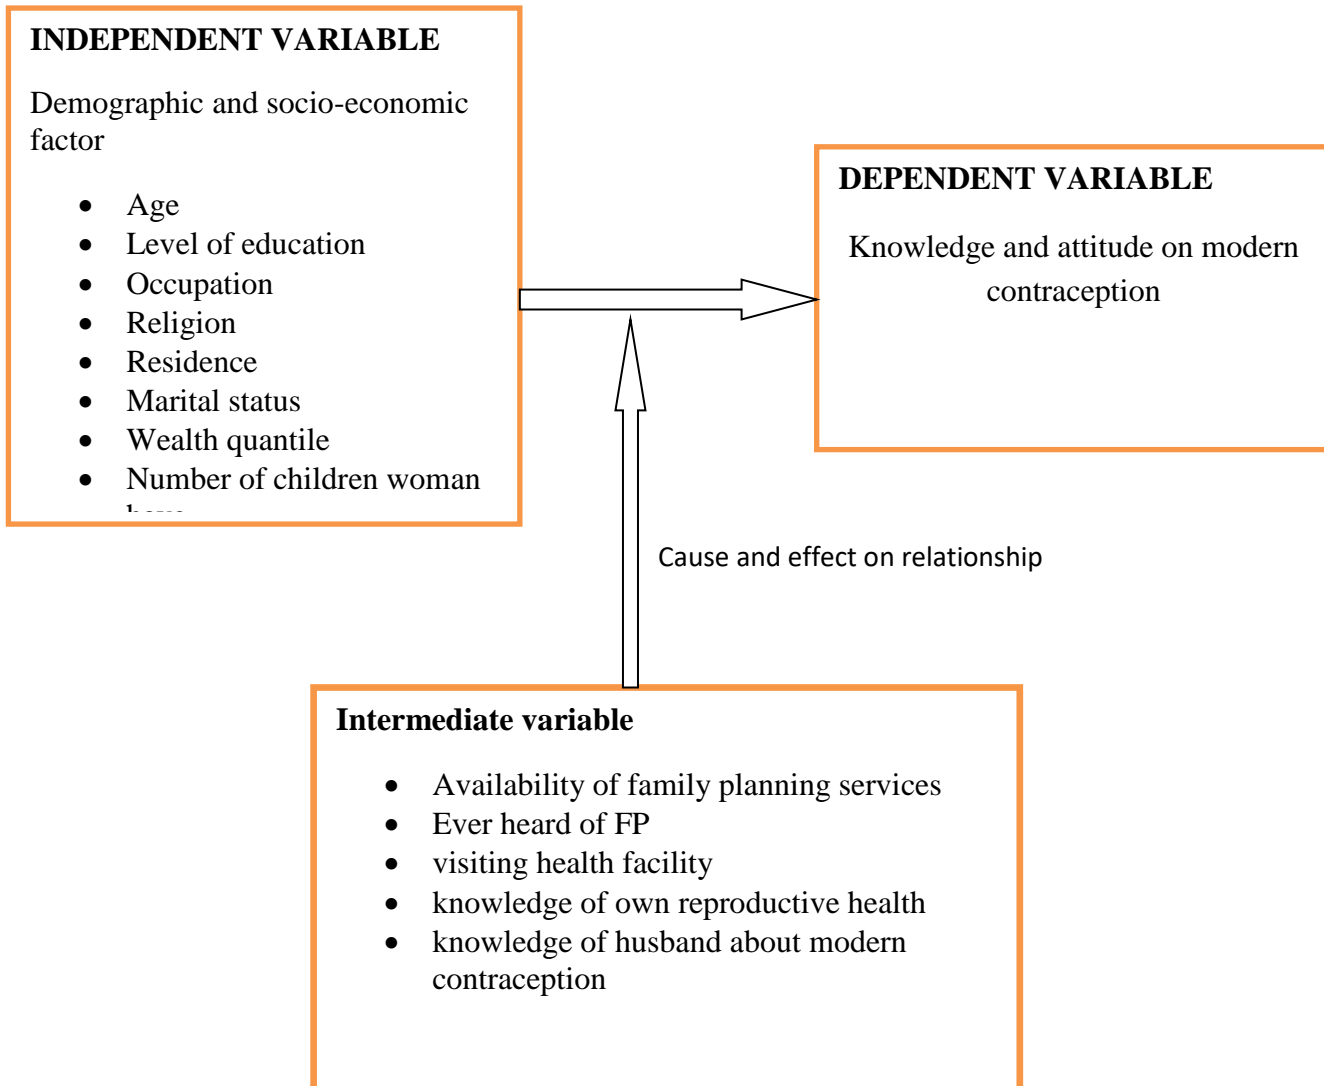 INDEPENDENT VARIABLE
Demographic and socio-economic
factor
• Age
• Level of education
• Occupation
• Religion
• Residence
• Marital status
• Wealth quantile
• Number of children woman
DEPENDENT VARIABLE
Knowledge and attitude on modern
contraception
Cause and effect on relationship
Intermediate variable
• Availability of family planning services
• Ever heard of FP
• visiting health facility
• knowledge of own reproductive health
• knowledge of husband about modern
contraception